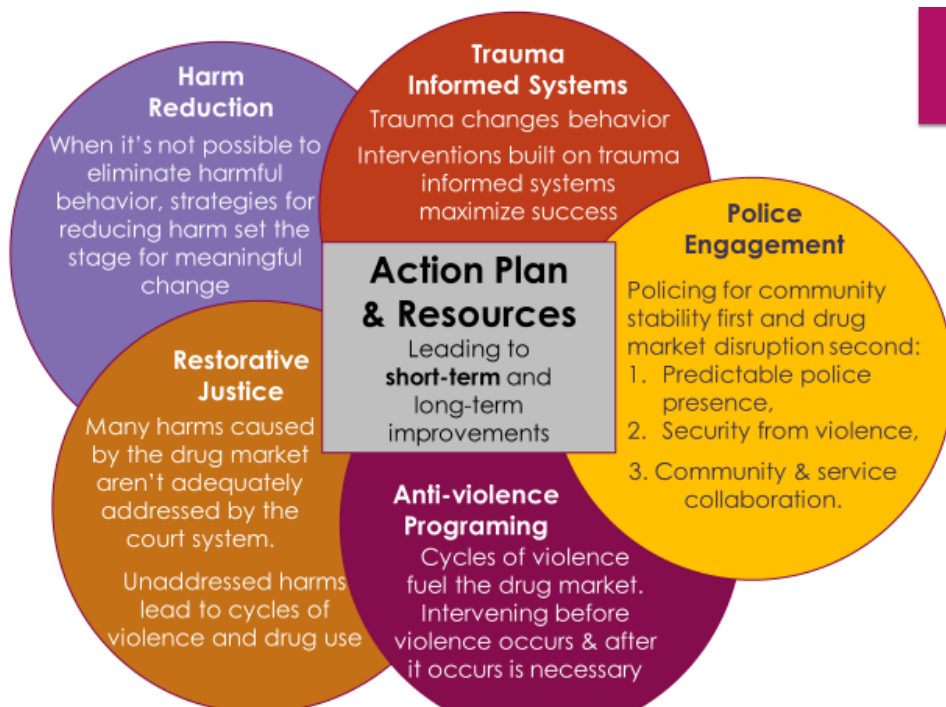 Harm
Reduction
When it's not possible to
eliminate harmful
behavior, strategies for
reducing harm set the
stage for meaningful
change
Trauma
Informed Systems
Trauma changes behavior
Interventions built on trauma
informed systems
maximize success
Police
Engagement
Policing for community
stability first and drug
market disruption second:
1. Predictable police
presence,
2. Security from violence,
3. Community & service
collaboration.
Action Plan
& Resources
Leading to
short-term and
long-term
improvements
Restorative
Justice
Many harms caused
by the drug market
aren't adequately
addressed by the
court system.
Unaddressed harms
lead to cycles of
violence and drug use
Anti-violence
Programing
Cycles of violence
fuel the drug market.
Intervening before
violence occurs & after
it occurs is necessary